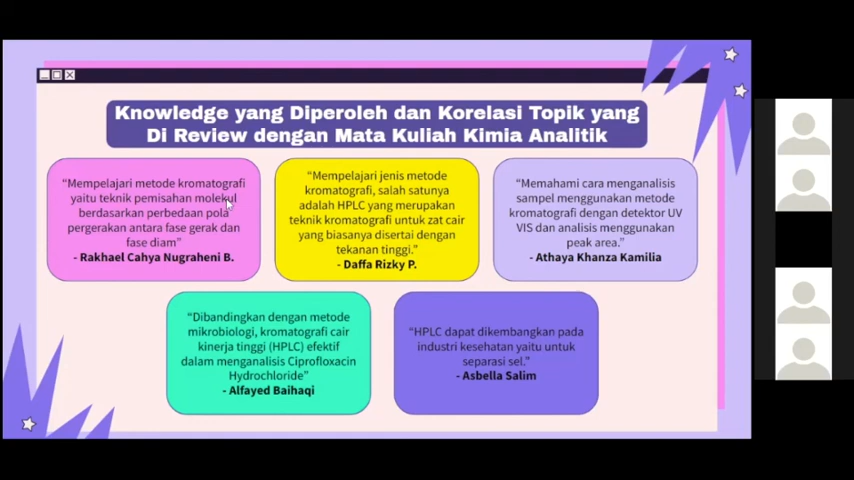 Knowledge yang Diperoleh dan Korelasi Topik yang
Di Review dengan Mata Kuliah Kimia Analitik
“Mempelajari metode kromatografi
yaitu teknik pemisahan molekul
berdasarkan perbedaan pola
pergerakan antara fase gerak dan
fase diam”
- Rakhael Cahya Nugraheni B.
“Mempelajari jenis metode
kromatografi, salah satunya
adalah HPLC yang merupakan
teknik kromatografi untuk zat cair
yang biasanya disertai dengan
tekanan tinggi.”
- Daffa Rizky P.
“Memahami cara menganalisis
sampel menggunakan metode
kromatografi dengan detektor UV
VIS dan analisis menggunakan
peak area.”
- Athaya Khanza Kamilia
“Dibandingkan dengan metode
mikrobiologi, kromatografi cair
kinerja tinggi (HPLC) efektif
dalam menganalisis Ciprofloxacin
Hydrochloride”
- Alfayed Baihaqi
“HPLC dapat dikembangkan pada
industri kesehatan yaitu untuk
separasi sel.”
- Asbella Salim